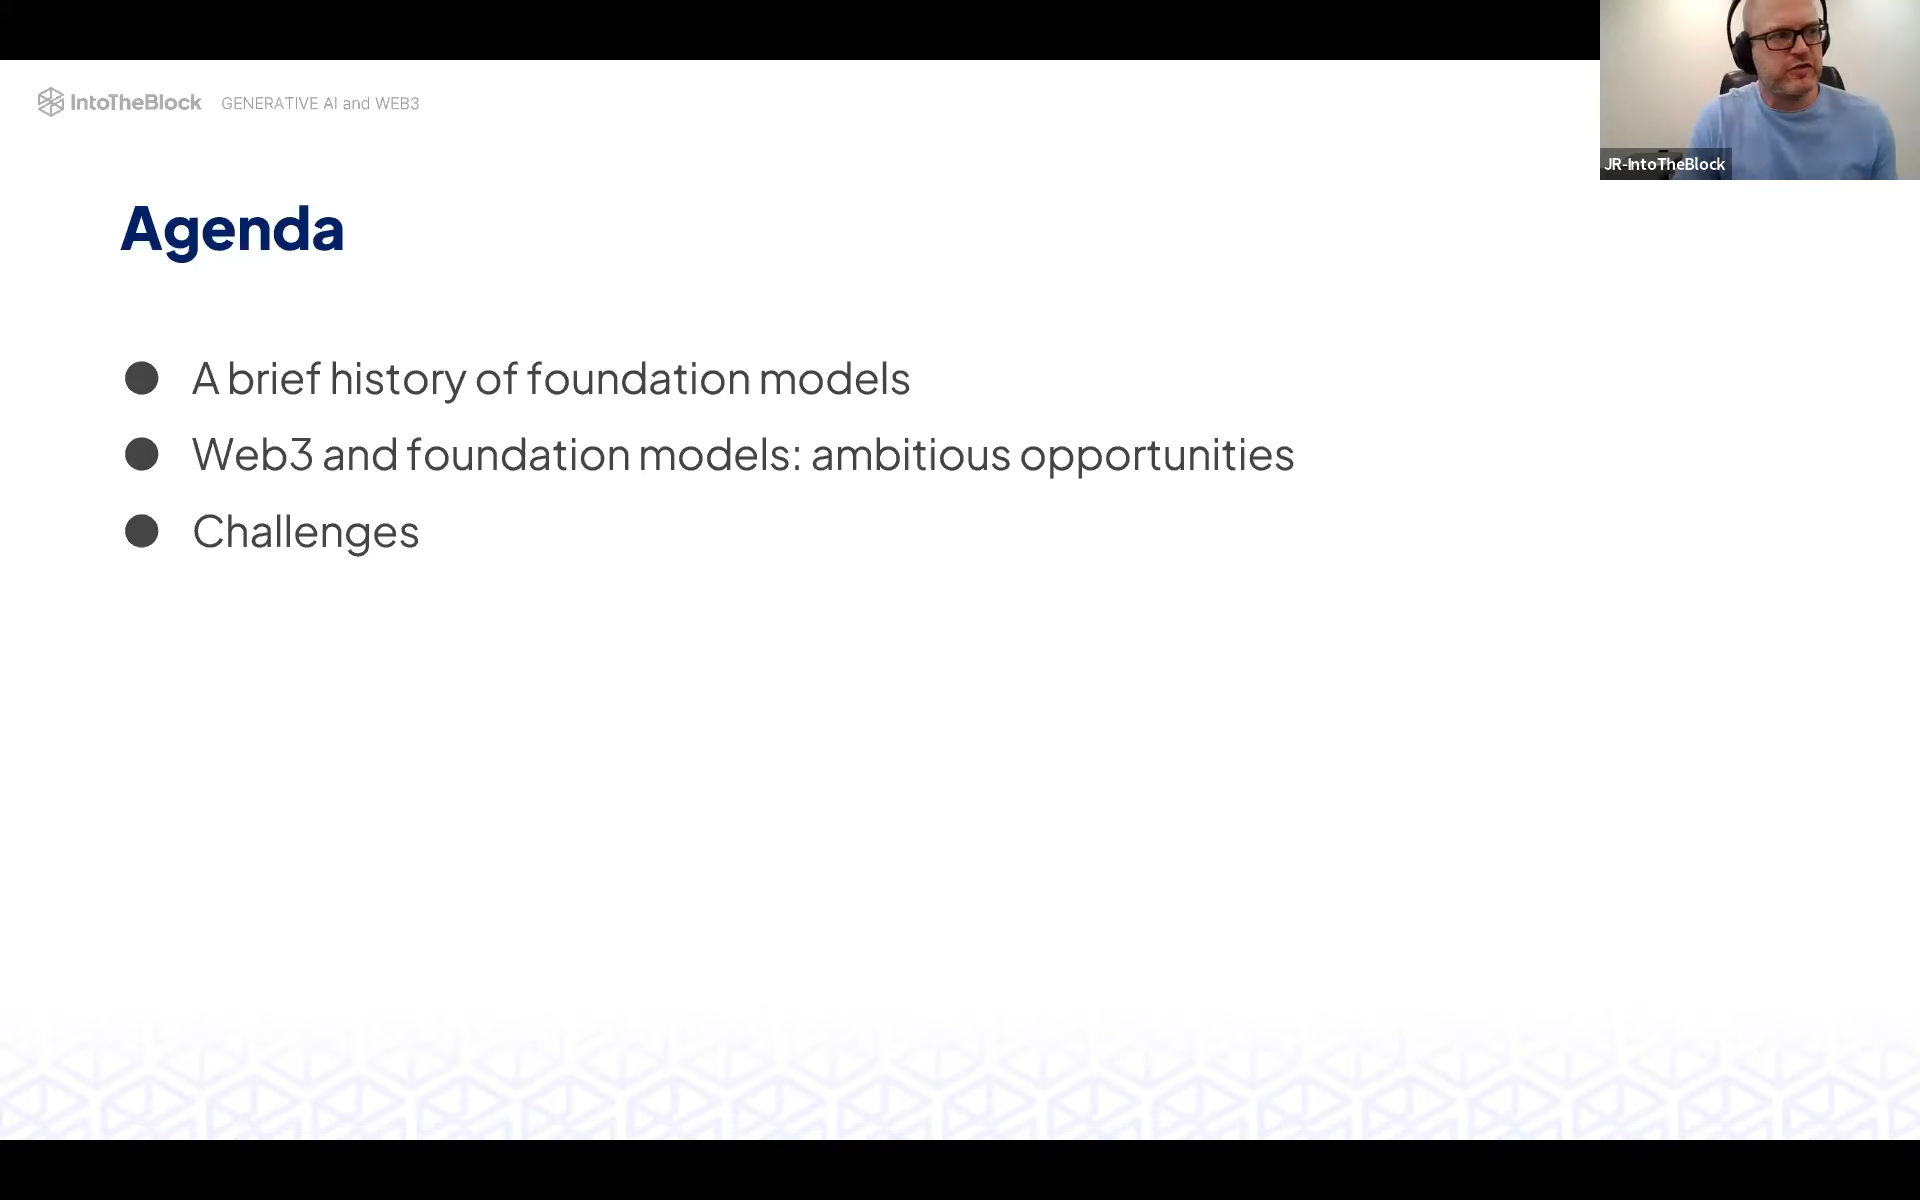 IntoTheBlock GENERATIVE AI and WEB3
JR-IntoTheBlock
Agenda
● A brief history of foundation models
● Web3 and foundation models: ambitious opportunities
● Challenges